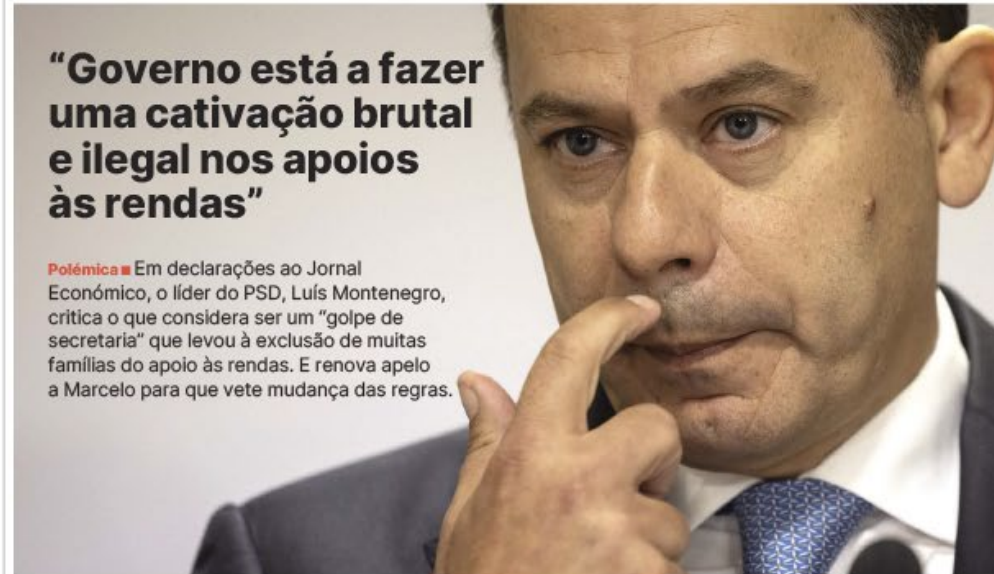 “Governo está a fazer
uma cativação brutal
e ilegal nos apoios
às rendas”
Polémica ■ Em declarações ao Jornal
Económico, o líder do PSD, Luís Montenegro,
critica o que considera ser um “golpe de
secretaria” que levou à exclusão de muitas
famílias do apoio às rendas. E renova apelo
a Marcelo para que vete mudança das regras.